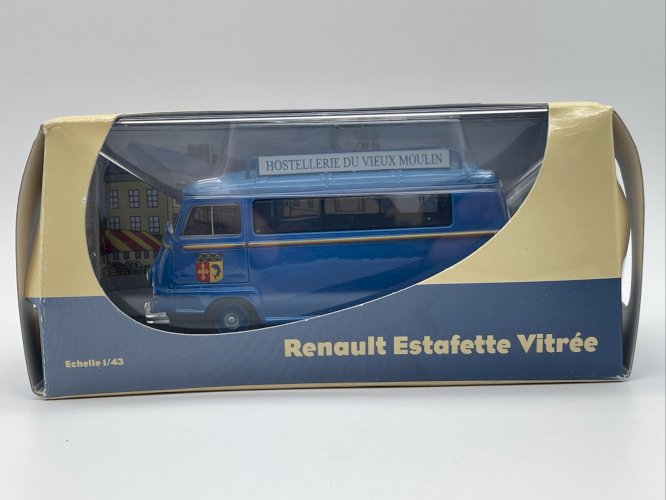 HOSTELLERIE DU VIEUX MOULIN
Renault Estafette Vitrée
Echelle 1/43